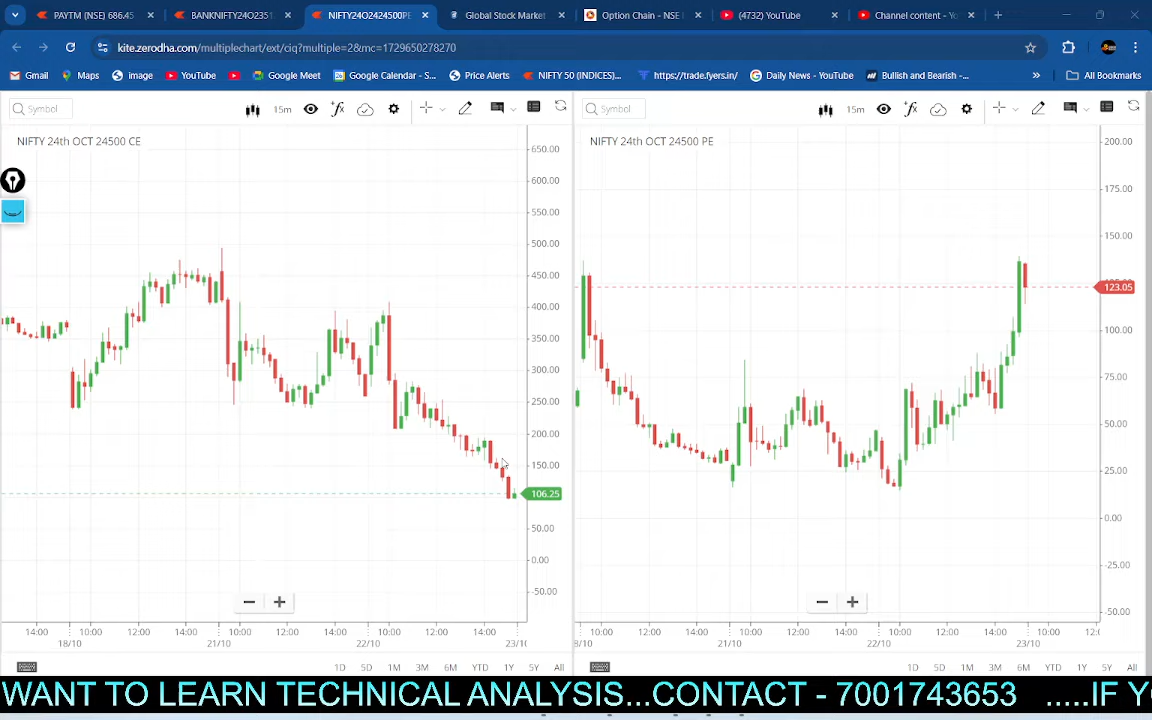 PAYTM (NSE) 686.45
BANKNIFTY24O2351
NIFTY24O2424500PE
Global Stock Market
Option Chain - NSE I
(4732) YouTube
Channel content - Yo
kite.zerodha.com/multiplechart/ext/ciq?multiple=2&mc=1729650278270
Gmail Maps image YouTube Google Meet Google Calendar - S... Price Alerts NIFTY 50 (INDICES)... https://trade.fyers.in/ Daily News - YouTube Bullish and Bearish -... » All Bookmarks
Symbol 15m
Symbol 15m
NIFTY 24th OCT 24500 CE
650.00
600.00
550.00
500.00
450.00
400.00
350.00
300.00
250.00
200.00
150.00
106.25
50.00
0.00
-50.00
14:00 10:00 12:00 14:00 10:00 12:00 14:00 10:00 12:00 14:00
18/10 21/10 22/10 23/10
1D 5D 1M 3M 6M YTD 1Y 5Y All
NIFTY 24th OCT 24500 PE
200.00
175.00
150.00
123.05
100.00
75.00
50.00
25.00
0.00
-25.00
-50.00
10:00 12:00 14:00 10:00 12:00 14:00 10:00 12:00 14:00 10:00 12:0
8/10 21/10 22/10 23/10
1D 5D 1M 3M 6M YTD 1Y 5Y All
WANT TO LEARN TECHNICAL ANALYSIS...CONTACT - 7001743653 .....IF Y